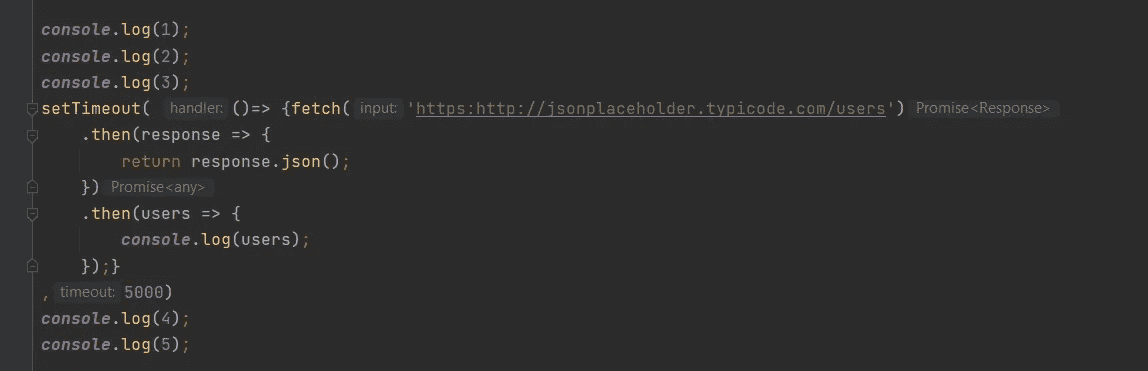 console.log(1);
console.log(2);
console.log(3);
setTimeout( handler: ()=> {fetch( input: 'https:http://jsonplaceholder.typicode.com/users') Promise<Response>
.then(response => {
return response.json();
}) Promise<any>
.then(users => {
console.log(users);
});}
, timeout: 5000)
console.log(4);
console.log(5);